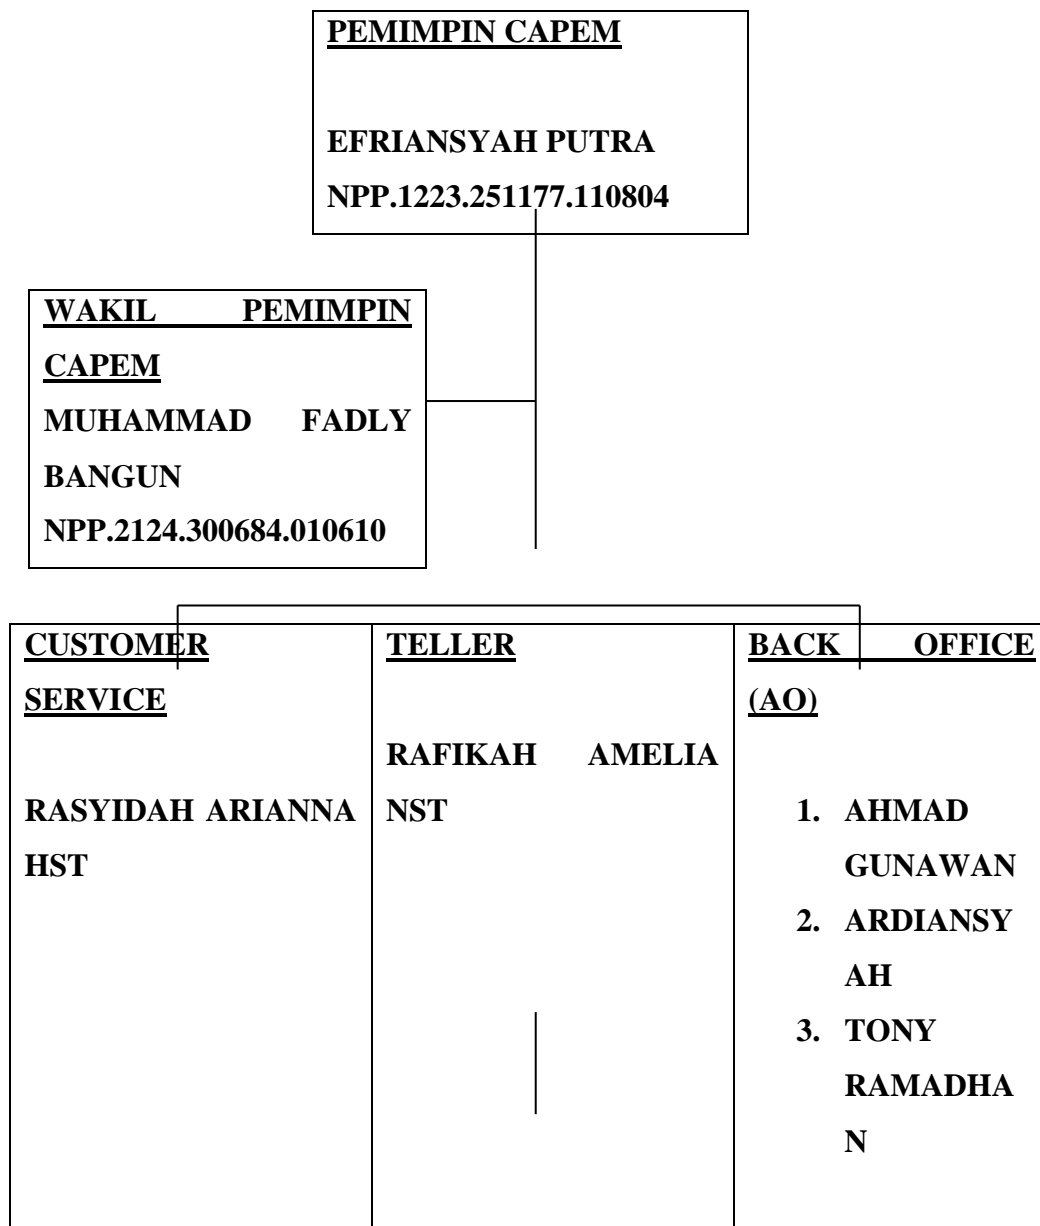 PEMIMPIN CAPEM
EFRIANSYAH PUTRA
NPP.1223.251177.110804
WAKIL PEMIMPIN
CAPEM
MUHAMMAD FADLY
BANGUN
NPP.2124.300684.010610
CUSTOMER
SERVICE
RASYIDAH ARIANNA
HST
TELLER
RAFIKAH AMELIA
NST
BACK OFFICE
(AO)
1. AHMAD
GUNAWAN
2. ARDIANSY
AH
3. TONY
RAMADHA
N